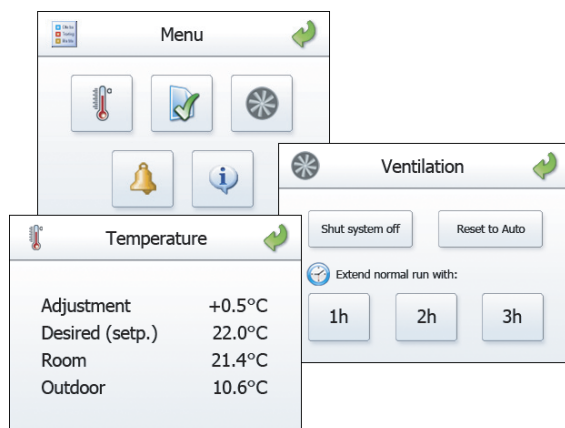 Menu
Ventilation
Shut system off
Reset to Auto
Extend normal run with:
1h
2h
3h
Temperature
Adjustment +0.5°C
Desired (setp.) 22.0°C
Room 21.4°C
Outdoor 10.6°C